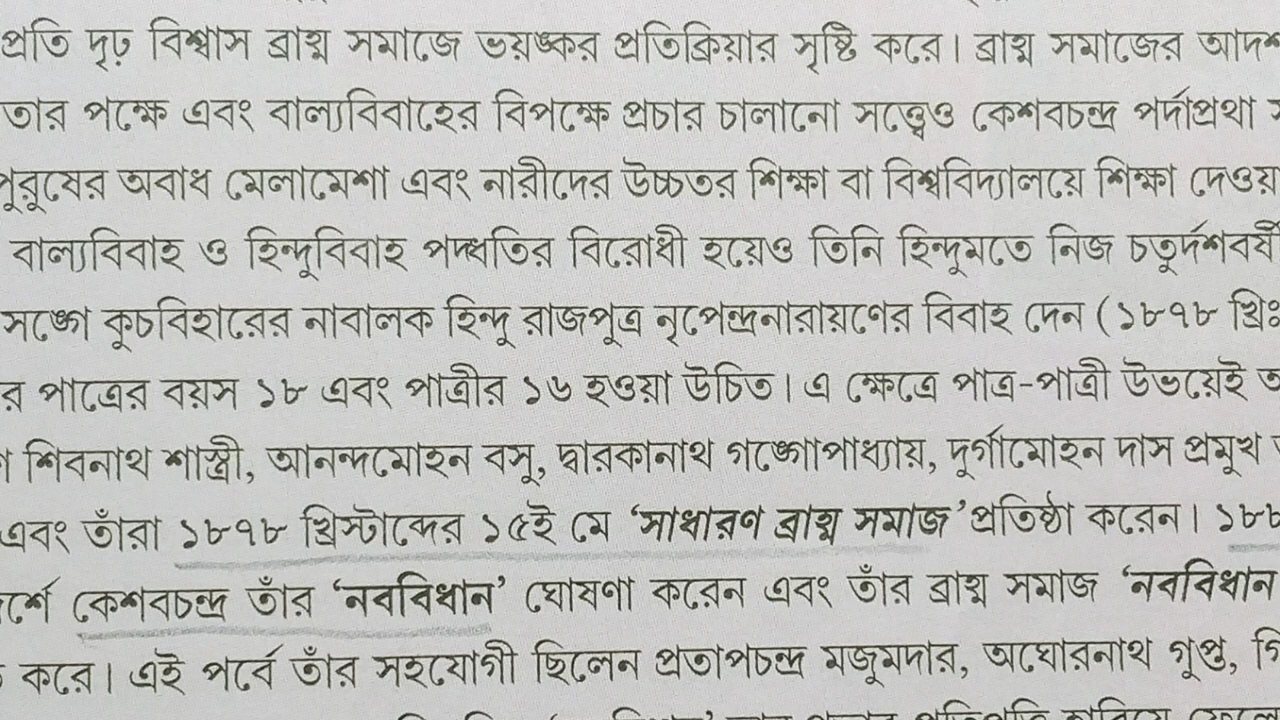 প্রতি দৃঢ় বিশ্বাস ব্রাহ্ম সমাজে ভয়ঙ্কর প্রতিক্রিয়ার সৃষ্টি করে। ব্রাহ্ম সমাজের
তার পক্ষে এবং বাল্যবিবাহের বিপক্ষে প্রচার চালানো সত্ত্বেও কেশবচন্দ্র পর্দাপ্রথা
অবাধ মেলামেশা এবং নারীদের উচ্চতর শিক্ষা বা বিশ্ববিদ্যালয়ে শিক্ষা দেওয়া
বাল্যবিবাহ ও হিন্দুবিবাহ পদ্ধতির বিরোধী হয়েও তিনি হিন্দুমতে নিজ
সঙ্গে কুচবিহারের নাবালক হিন্দু রাজপুত্র নৃপেন্দ্রনারায়ণের বিবাহ দেন (১৮৭৮ খ্রিঃ
র পাত্রের বয়স ১৮ এবং পাত্রীর ১৬ হওয়া উচিত। এ ক্ষেত্রে পাত্র-পাত্রী উভয়েই
শিবনাথ শাস্ত্রী, আনন্দমোহন বসু, দ্বারকানাথ গঙ্গোপাধ্যায়, দুর্গামোহন দাস প্রমুখ
এবং তাঁরা ১৮৭৮ খ্রিস্টাব্দের ১৫ই মে ‘সাধারণ ব্রাহ্ম সমাজ’ প্রতিষ্ঠা করেন।
কেশবচন্দ্র তাঁর ‘নববিধান’ ঘোষণা করেন এবং তাঁর ব্রাহ্ম সমাজ ‘নববিধান
করে। এই পর্বে তাঁর সহযোগী ছিলেন প্রতাপচন্দ্র মজুমদার, অঘোরনাথ গুপ্ত,